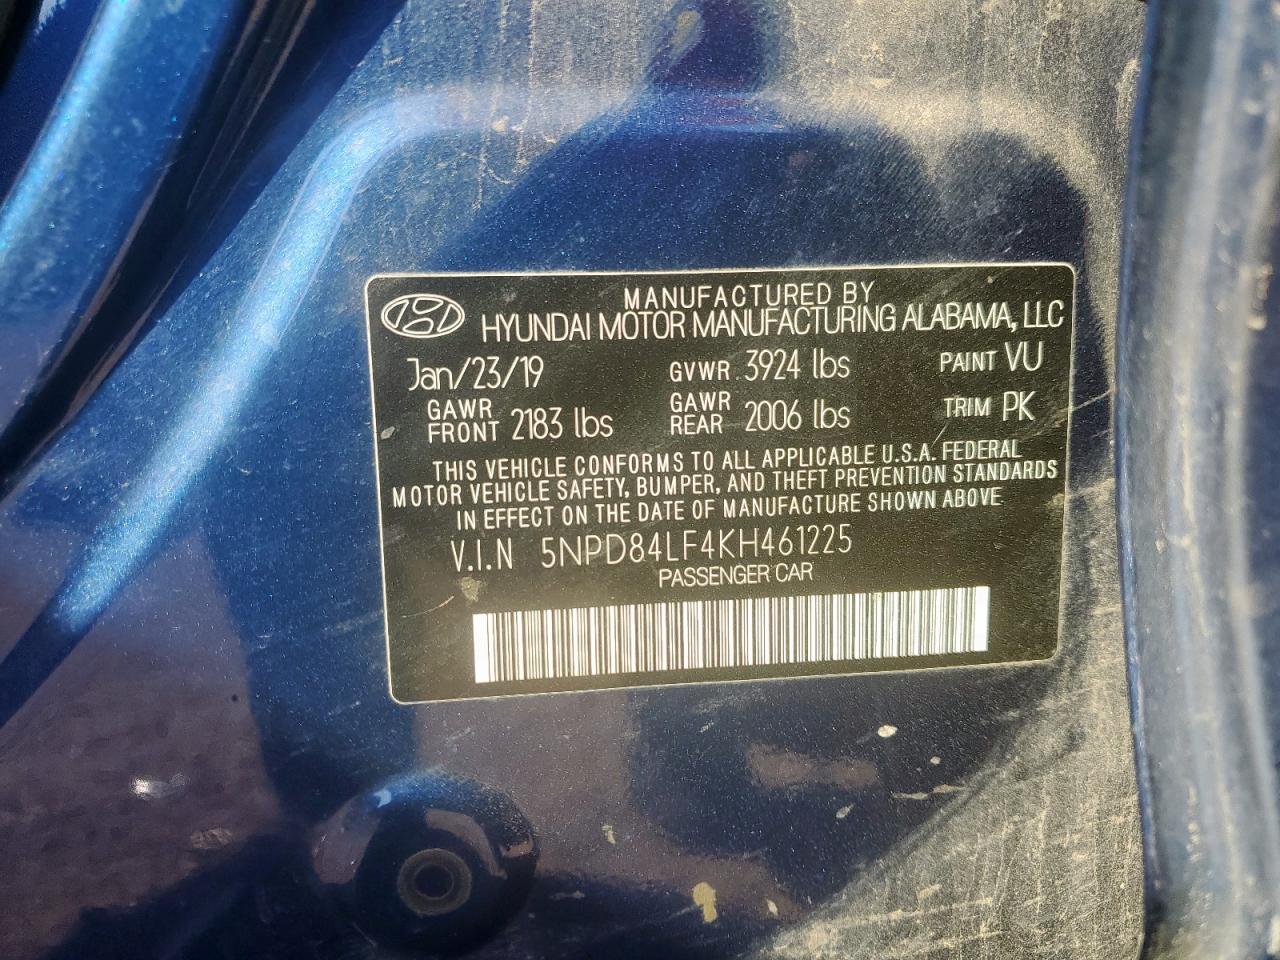 MANUFACTURED BY
HYUNDAI MOTOR MANUFACTURING ALABAMA, LLC
Jan/23/19 GVWR 3924 lbs PAINT VU
GAWR FRONT 2183 lbs GAWR REAR 2006 lbs TRIM PK
THIS VEHICLE CONFORMS TO ALL APPLICABLE U.S.A. FEDERAL
MOTOR VEHICLE SAFETY, BUMPER, AND THEFT PREVENTION STANDARDS
IN EFFECT ON THE DATE OF MANUFACTURE SHOWN ABOVE
V.I.N 5NPD84LF4KH461225
PASSENGER CAR